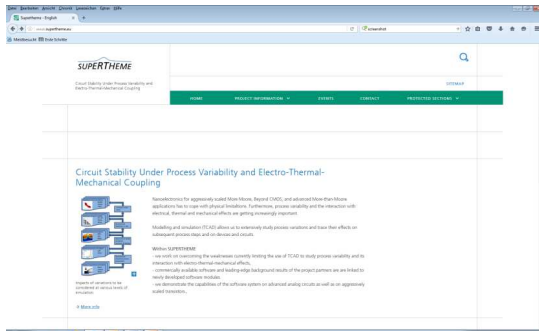 Datei Bearbeiten Ansicht Chronik Lesezeichen Extras Hilfe
Supertheme - English
www.supertheme.eu
screenshot
Meistbesucht Erste Schritte
SUPERTHEME
Circuit Stability Under Process Variability and
Electro-Thermal-Mechanical Coupling
SITEMAP
HOME PROJECT INFORMATION EVENTS CONTACT PROTECTED SECTIONS
Circuit Stability Under Process Variability and Electro-Thermal-
Mechanical Coupling
Nanoelectronics for aggressively scaled More Moore, Beyond CMOS, and advanced More-than-Moore
applications has to cope with physical limitations. Furthermore, process variability and the interaction with
electrical, thermal and mechanical effects are getting increasingly important
Modelling and simulation (TCAD) allows us to extensively study process variations and trace their effects on
subsequent process steps and on devices and circuits.
Within SUPERTHEME
- we work on overcoming the weaknesses currently limiting the use of TCAD to study process variability and its
interaction with electro-thermal-mechanical effects,
- commercially available software and leading-edge background results of the project partners are linked to
newly developed software modules.
- we demonstrate the capabilities of the software system on advanced analog circuits as well as on aggressively
scaled transistors.
Impacts of variations to be
considered at various levels of
simulation
More info